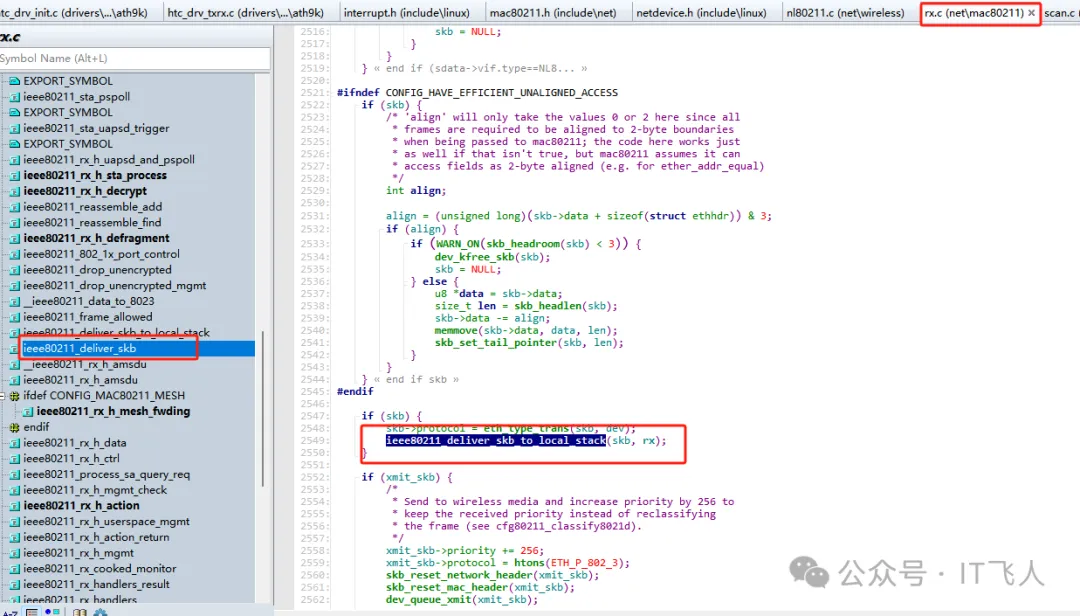 tc_drv_init.c (drivers\...\ath9k)
htc_drv_txrx.c (drivers\...\ath9k)
interrupt.h (include\linux)
mac80211.h (include\net)
netdevice.h (include\linux)
nl80211.c (net\wireless)
rx.c (net\mac80211) ×
scan.c
rx.c
Symbol Name (Alt+L)
EXPORT_SYMBOL
ieee80211_sta_pspoll
EXPORT_SYMBOL
ieee80211_sta_uapsd_trigger
EXPORT_SYMBOL
ieee80211_rx_h_uapsd_and_pspoll
ieee80211_rx_h_sta_process
ieee80211_rx_h_decrypt
ieee80211_reassemble_add
ieee80211_reassemble_find
ieee80211_rx_h_defragment
ieee80211_802_1x_port_control
ieee80211_drop_unencrypted
ieee80211_drop_unencrypted_mgmt
__ieee80211_data_to_8023
ieee80211_frame_allowed
ieee80211_deliver_skb_to_local_stack
ieee80211_deliver_skb
__ieee80211_rx_h_amsdu
ieee80211_rx_h_amsdu
ifdef CONFIG_MAC80211_MESH
ieee80211_rx_h_mesh_fwding
endif
ieee80211_rx_h_data
ieee80211_rx_h_ctrl
ieee80211_process_sa_query_req
ieee80211_rx_h_mgmt_check
ieee80211_rx_h_action
ieee80211_rx_h_userspace_mgmt
ieee80211_rx_h_action_return
ieee80211_rx_h_mgmt
ieee80211_rx_cooked_monitor
ieee80211_rx_handlers_result
ieee80211_rx_handlers
2516: skb = NULL;
2517: }
2518: }
2519: } « end if (sdata->vif.type==NL8... »
2520:
2521: #ifndef CONFIG_HAVE_EFFICIENT_UNALIGNED_ACCESS
2522: if (skb) {
2523: /* 'align' will only take the values 0 or 2 here since all
2524: * frames are required to be aligned to 2-byte boundaries
2525: * when being passed to mac80211; the code here works just
2526: * as well if that isn't true, but mac80211 assumes it can
2527: * access fields as 2-byte aligned (e.g. for ether_addr_equal)
2528: */
2529: int align;
2530:
2531: align = (unsigned long)(skb->data + sizeof(struct ethhdr)) & 3;
2532: if (align) {
2533: if (WARN_ON(skb_headroom(skb) < 3)) {
2534: dev_kfree_skb(skb);
2535: skb = NULL;
2536: } else {
2537: u8 *data = skb->data;
2538: size_t len = skb_headlen(skb);
2539: skb->data -= align;
2540: memmove(skb->data, data, len);
2541: skb_set_tail_pointer(skb, len);
2542: }
2543: }
2544: } « end if skb »
2545: #endif
2546:
2547: if (skb) {
2548: skb->protocol = eth_type_trans(skb, dev);
2549: ieee80211_deliver_skb_to_local_stack(skb, rx);
2550: }
2551:
2552: if (xmit_skb) {
2553: /*
2554: * Send to wireless media and increase priority by 256 to
2555: * keep the received priority instead of reclassifying
2556: * the frame (see cfg80211_classify8021d).
2557: */
2558: xmit_skb->priority += 256;
2559: xmit_skb->protocol = htons(ETH_P_802_3);
2560: skb_reset_network_header(xmit_skb);
2561: skb_reset_mac_header(xmit_skb);
2562: dev_queue_xmit(xmit_skb);
公众号 · IT飞人